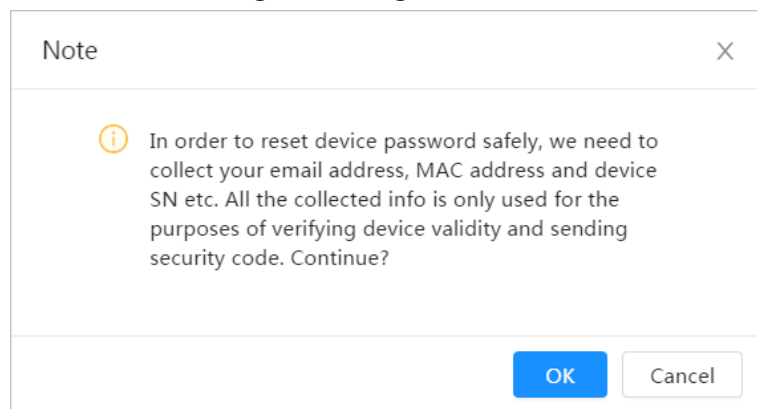 Note
In order to reset device password safely, we need to
collect your email address, MAC address and device
SN etc. All the collected info is only used for the
purposes of verifying device validity and sending
security code. Continue?
OK Cancel